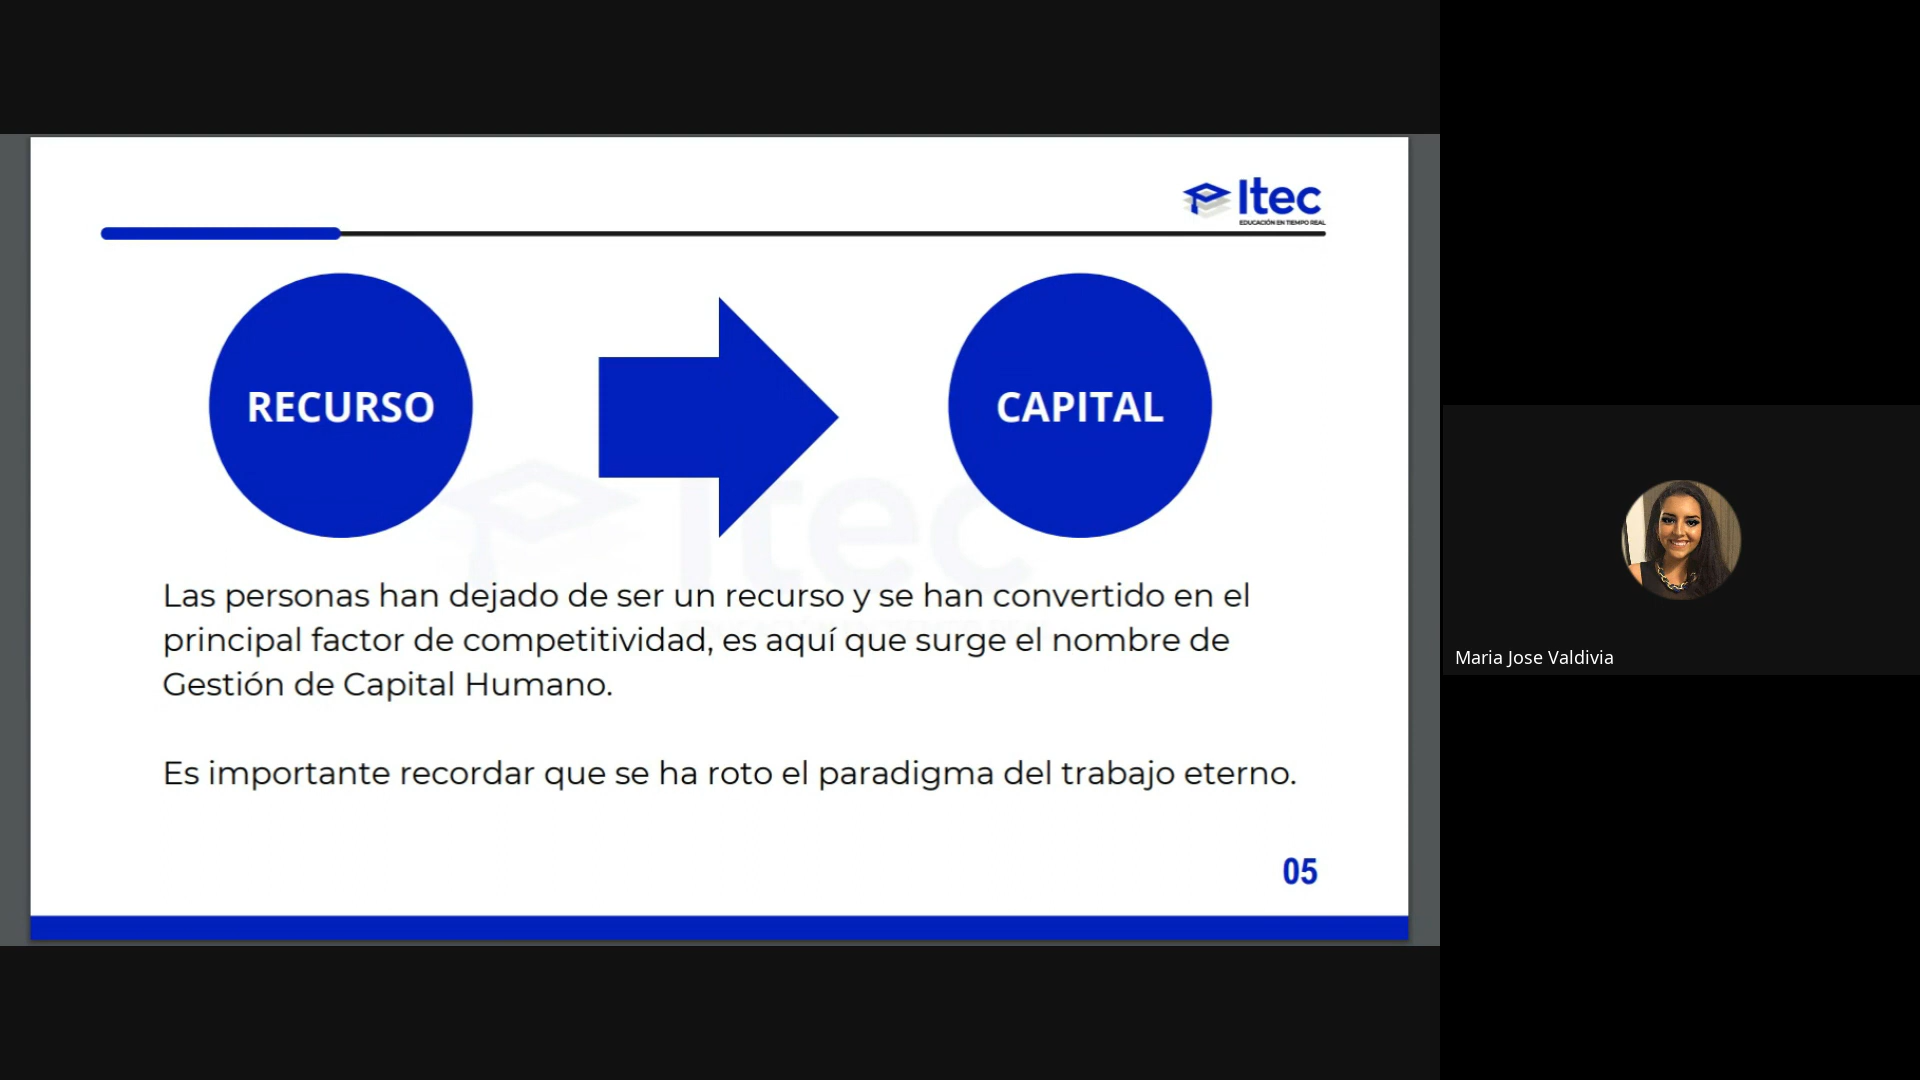 Itec
EDUCACIÓN EN TIEMPO REAL
RECURSO
CAPITAL
Las personas han dejado de ser un recurso y se han convertido en el
principal factor de competitividad, es aquí que surge el nombre de
Gestión de Capital Humano.
Es importante recordar que se ha roto el paradigma del trabajo eterno.
05
Maria Jose Valdivia